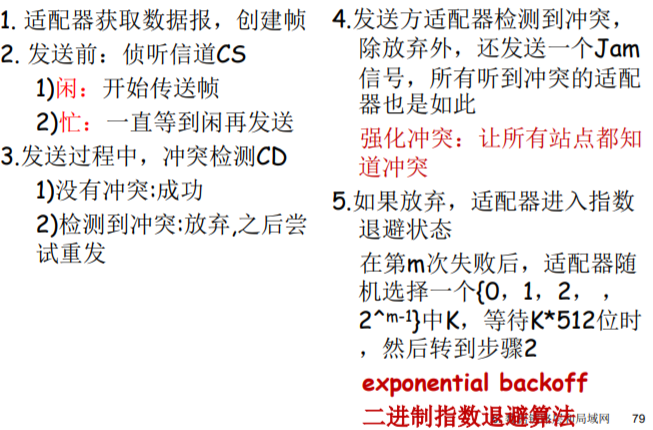 1. 适配器获取数据报，创建帧
2. 发送前：侦听信道CS
1)闲：开始传送帧
2)忙：一直等到闲再发送
3.发送过程中，冲突检测CD
1)没有冲突:成功
2)检测到冲突:放弃,之后尝
试重发
4.发送方适配器检测到冲突，
除放弃外，还发送一个Jam
信号，所有听到冲突的适配
器也是如此
强化冲突：让所有站点都知
道冲突
5.如果放弃，适配器进入指数
退避状态
在第m次失败后，适配器随
机选择一个{0，1，2，，
2^m-1}中K，等待K*512位时
，然后转到步骤2
exponential backoff
二进制指数退避算法
和局域网 79